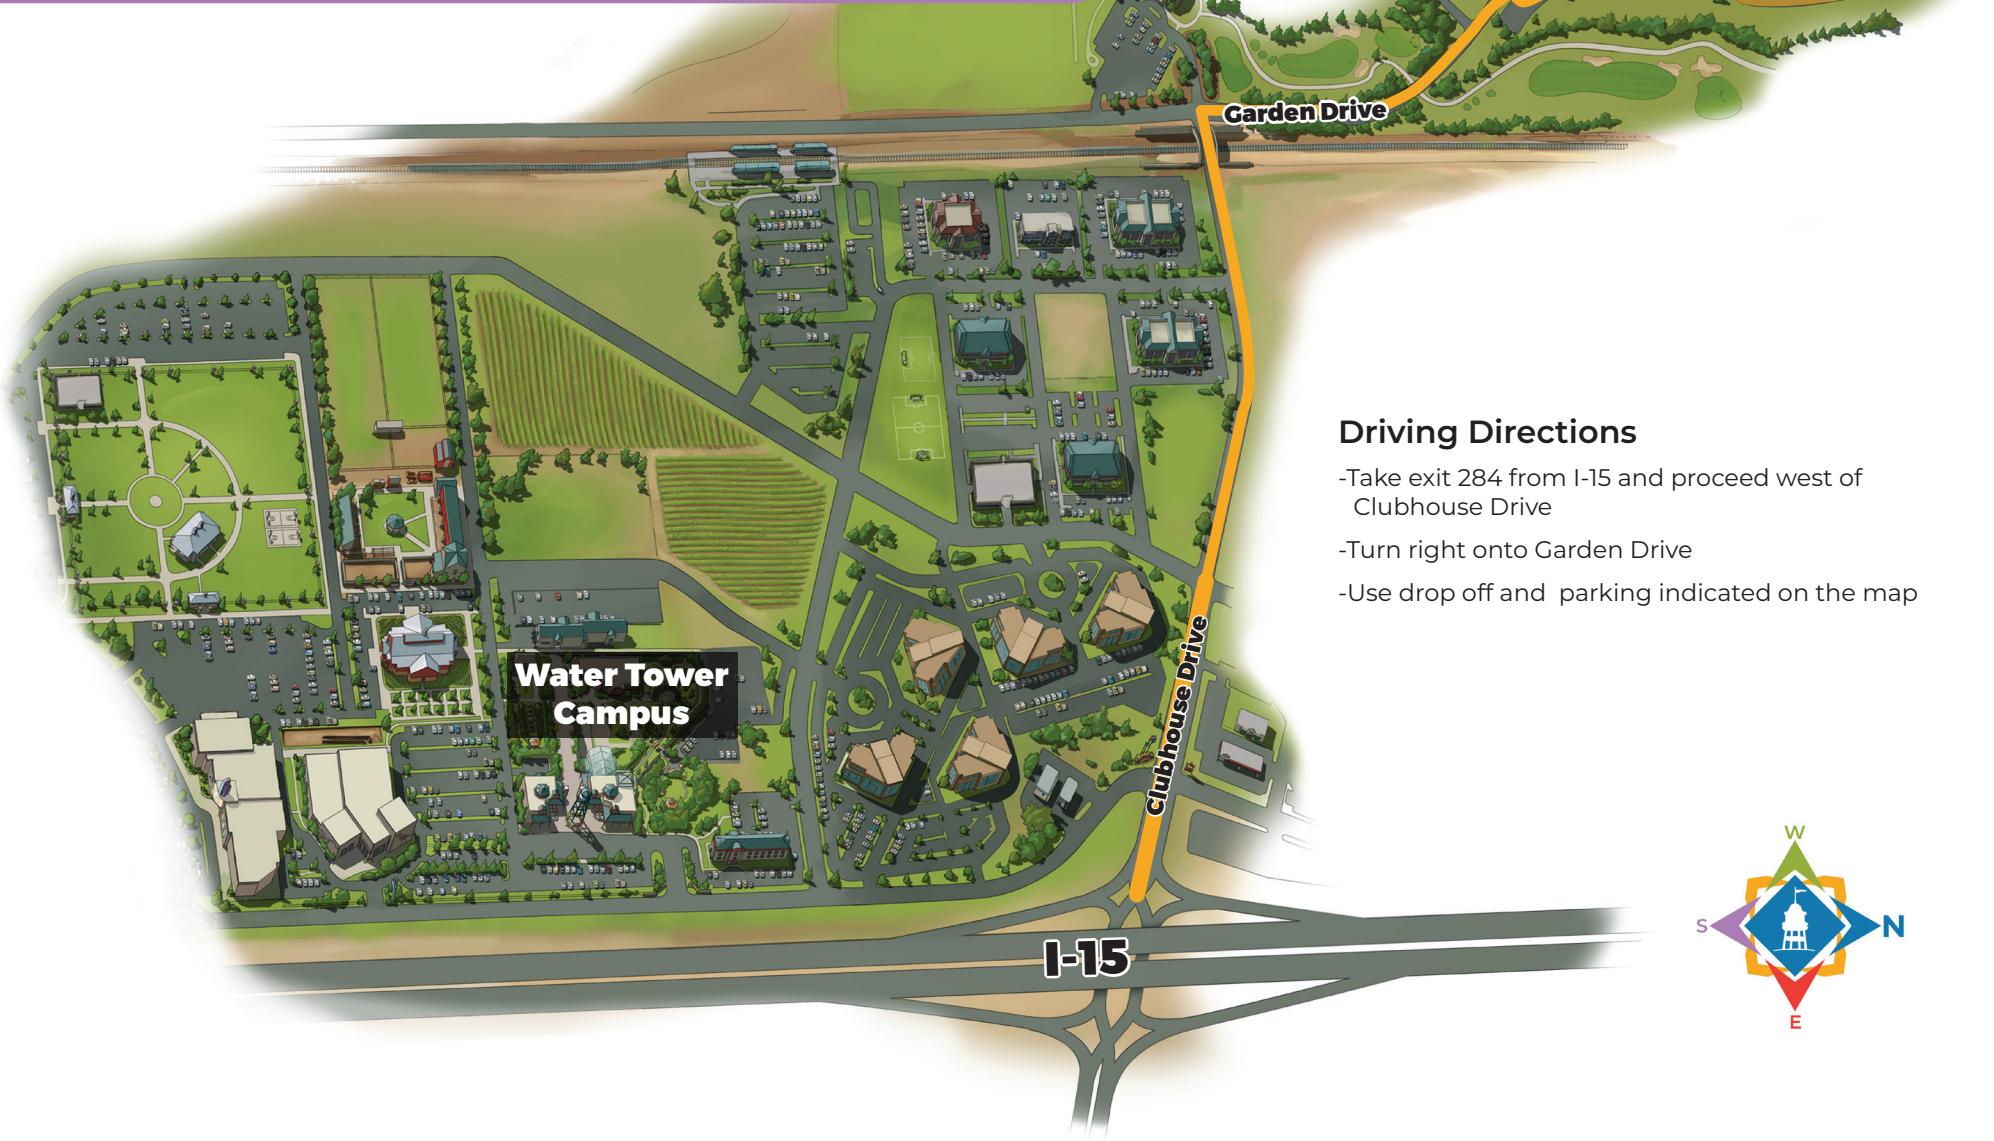 Garden Drive
Driving Directions
-Take exit 284 from I-15 and proceed west of
Clubhouse Drive
-Turn right onto Garden Drive
-Use drop off and  parking indicated on the map
Clubhouse Drive
Water Tower
Campus
I-15
W
S
N
E